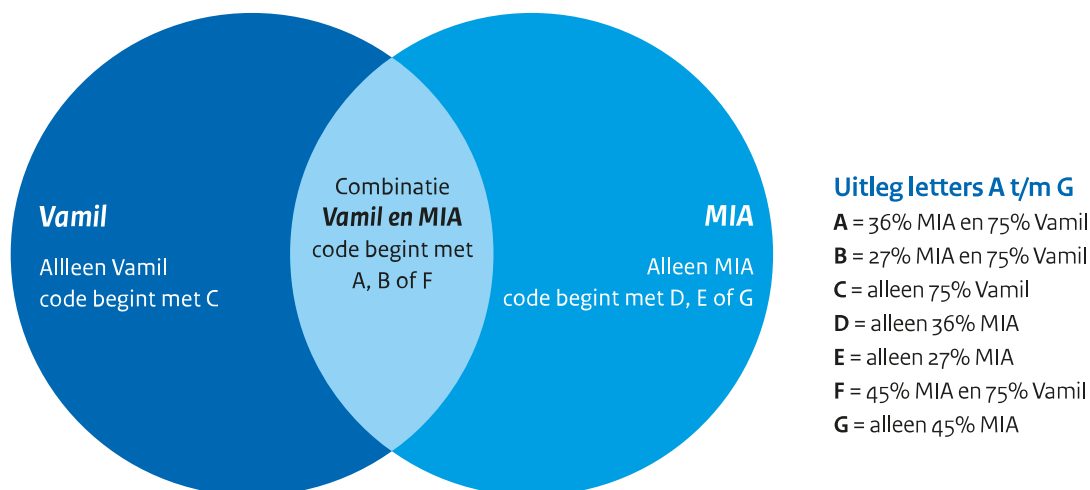 Vamil
Allleen Vamil
code begint met C
Combinatie
Vamil en MIA
code begint met
A, B of F
MIA
Alleen MIA
code begint met D, E of G
Uitleg letters A t/m G
A = 36% MIA en 75% Vamil
B = 27% MIA en 75% Vamil
C = alleen 75% Vamil
D = alleen 36% MIA
E = alleen 27% MIA
F = 45% MIA en 75% Vamil
G = alleen 45% MIA